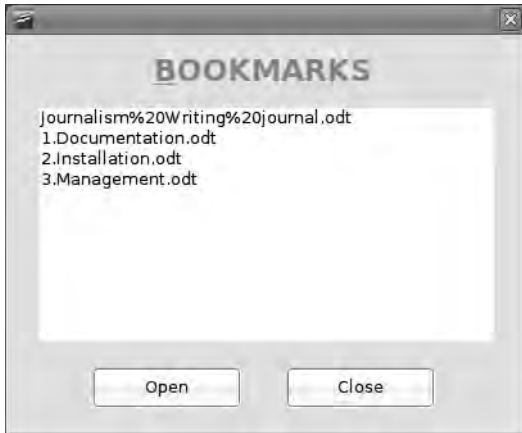 BOOKMARKS
Journalism%20Writing%20journal.odt
1.Documentation.odt
2.Installation.odt
3.Management.odt
Open
Close